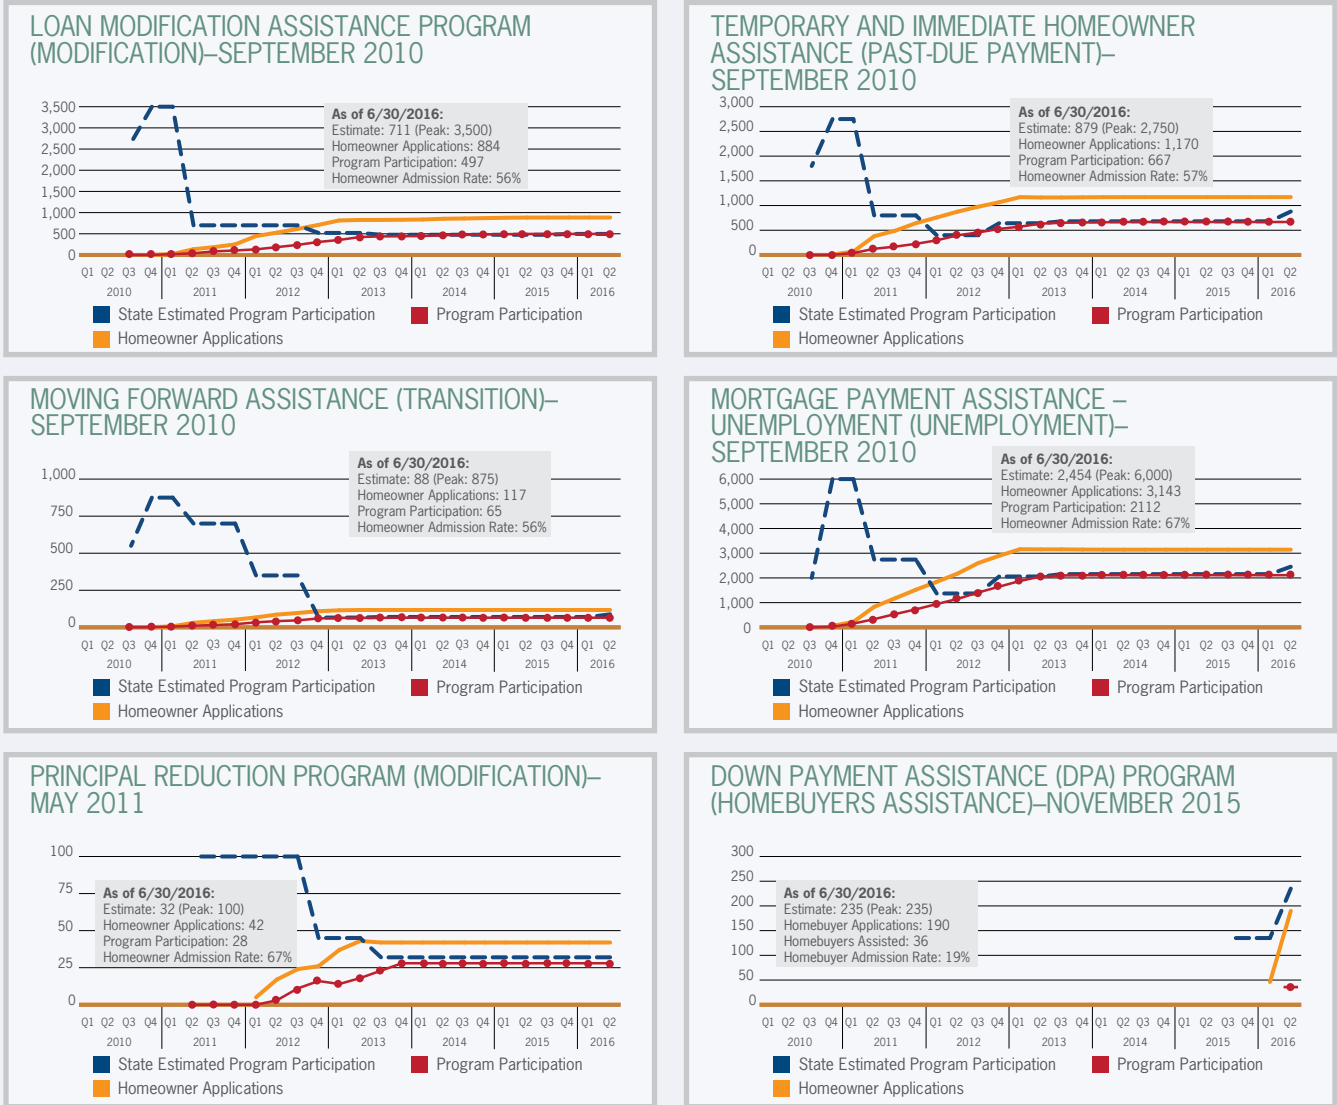 LOAN MODIFICATION ASSISTANCE PROGRAM
(MODIFICATION)–SEPTEMBER 2010
3,500
3,000
2,500
2,000
1,500
1,000
500
0
As of 6/30/2016:
Estimate: 711 (Peak: 3,500)
Homeowner Applications: 884
Program Participation: 497
Homeowner Admission Rate: 56%
Q1 Q2 Q3 Q4 Q1 Q2 Q3 Q4 Q1 Q2 Q3 Q4 Q1 Q2 Q3 Q4 Q1 Q2 Q3 Q4 Q1 Q2 Q3 Q4 Q1 Q2
2010 2011 2012 2013 2014 2015 2016
State Estimated Program Participation Program Participation
Homeowner Applications
TEMPORARY AND IMMEDIATE HOMEOWNER
ASSISTANCE (PAST-DUE PAYMENT)–
SEPTEMBER 2010
3,000
2,500
2,000
1,500
1,000
500
0
As of 6/30/2016:
Estimate: 879 (Peak: 2,750)
Homeowner Applications: 1,170
Program Participation: 667
Homeowner Admission Rate: 57%
Q1 Q2 Q3 Q4 Q1 Q2 Q3 Q4 Q1 Q2 Q3 Q4 Q1 Q2 Q3 Q4 Q1 Q2 Q3 Q4 Q1 Q2 Q3 Q4 Q1 Q2
2010 2011 2012 2013 2014 2015 2016
State Estimated Program Participation Program Participation
Homeowner Applications
MOVING FORWARD ASSISTANCE (TRANSITION)–
SEPTEMBER 2010
1,000
750
500
250
0
As of 6/30/2016:
Estimate: 88 (Peak: 875)
Homeowner Applications: 117
Program Participation: 65
Homeowner Admission Rate: 56%
Q1 Q2 Q3 Q4 Q1 Q2 Q3 Q4 Q1 Q2 Q3 Q4 Q1 Q2 Q3 Q4 Q1 Q2 Q3 Q4 Q1 Q2 Q3 Q4 Q1 Q2
2010 2011 2012 2013 2014 2015 2016
State Estimated Program Participation Program Participation
Homeowner Applications
MORTGAGE PAYMENT ASSISTANCE –
UNEMPLOYMENT (UNEMPLOYMENT)–
SEPTEMBER 2010
6,000
5,000
4,000
3,000
2,000
1,000
0
As of 6/30/2016:
Estimate: 2,454 (Peak: 6,000)
Homeowner Applications: 3,143
Program Participation: 2112
Homeowner Admission Rate: 67%
Q1 Q2 Q3 Q4 Q1 Q2 Q3 Q4 Q1 Q2 Q3 Q4 Q1 Q2 Q3 Q4 Q1 Q2 Q3 Q4 Q1 Q2 Q3 Q4 Q1 Q2
2010 2011 2012 2013 2014 2015 2016
State Estimated Program Participation Program Participation
Homeowner Applications
PRINCIPAL REDUCTION PROGRAM (MODIFICATION)–
MAY 2011
100
75
50
25
0
As of 6/30/2016:
Estimate: 32 (Peak: 100)
Homeowner Applications: 42
Program Participation: 28
Homeowner Admission Rate: 67%
Q1 Q2 Q3 Q4 Q1 Q2 Q3 Q4 Q1 Q2 Q3 Q4 Q1 Q2 Q3 Q4 Q1 Q2 Q3 Q4 Q1 Q2 Q3 Q4 Q1 Q2
2010 2011 2012 2013 2014 2015 2016
State Estimated Program Participation Program Participation
Homeowner Applications
DOWN PAYMENT ASSISTANCE (DPA) PROGRAM
(HOMEBUYERS ASSISTANCE)–NOVEMBER 2015
300
250
200
150
100
50
0
As of 6/30/2016:
Estimate: 235 (Peak: 235)
Homebuyer Applications: 190
Homebuyers Assisted: 36
Homebuyer Admission Rate: 19%
Q1 Q2 Q3 Q4 Q1 Q2 Q3 Q4 Q1 Q2 Q3 Q4 Q1 Q2 Q3 Q4 Q1 Q2 Q3 Q4 Q1 Q2 Q3 Q4 Q1 Q2
2010 2011 2012 2013 2014 2015 2016
State Estimated Program Participation Program Participation
Homeowner Applications